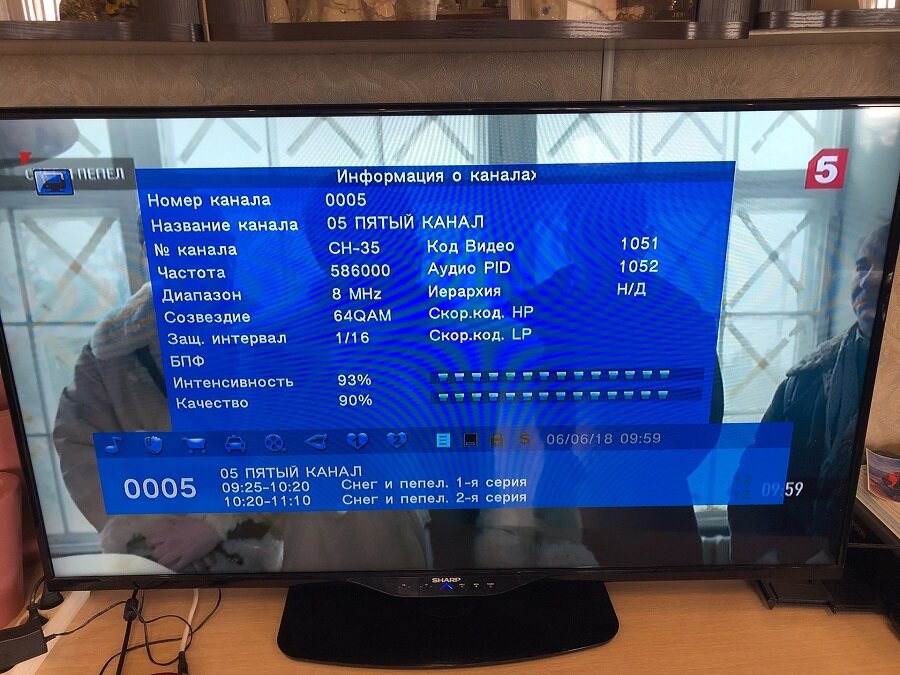 ПЕПЕЛ
5
Информация о каналах
Номер канала 0005
Название канала 05 ПЯТЫЙ КАНАЛ
№ канала CH-35 Код Видео 1051
Частота 586000 Аудио PID 1052
Диапазон 8 MHz Иерархия Н/Д
Созвездие 64QAM Скор.код. HP
Защ. интервал 1/16 Скор.код. LP
БПФ
Интенсивность 93%
Качество 90%
S 06/06/18 09:59
0005 05 ПЯТЫЙ КАНАЛ
09:25-10:20 Снег и пепел. 1-я серия
10:20-11:10 Снег и пепел. 2-я серия
09:59
SHARP